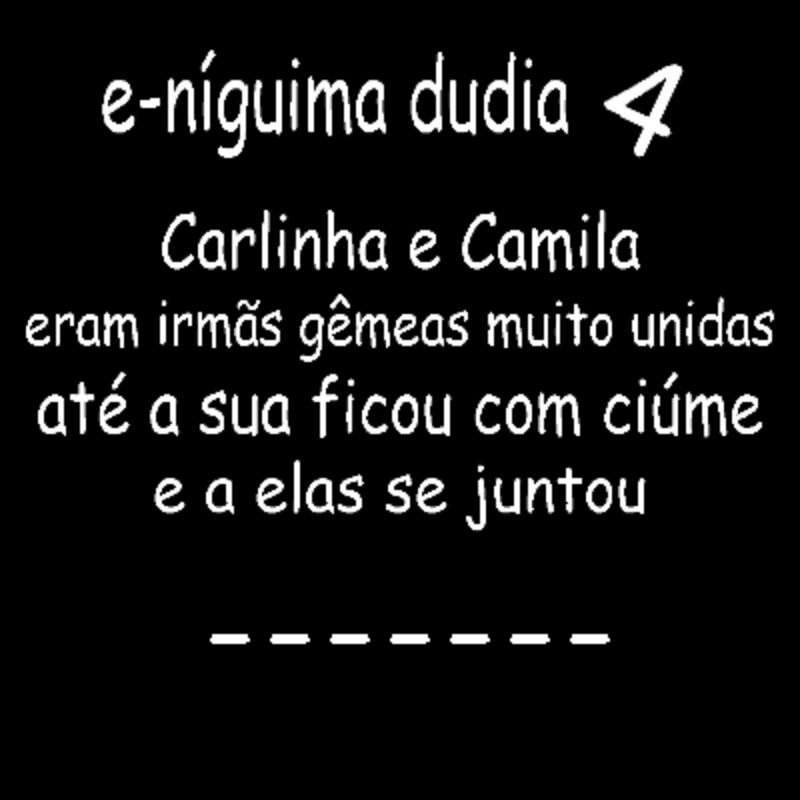 e-níguima dudia 4
Carlinha e Camila
eram irmãs gêmeas muito unidas
até a sua ficou com ciúme
e a elas se juntou
_ _ _ _ _ _ _